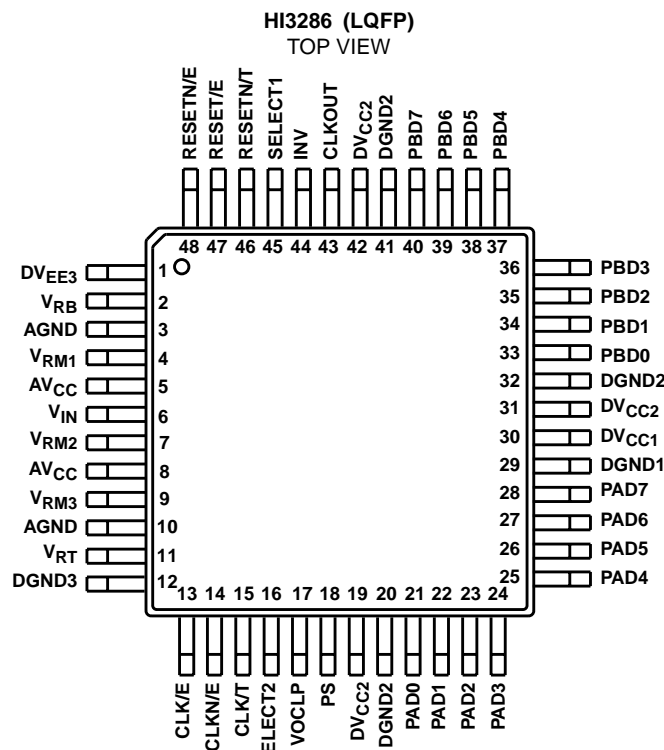 HI3286 (LQFP)
TOP VIEW
RESETN/E
RESET/E
RESETN/T
SELECT1
INV
CLKOUT
DVCC2
DGND2
PBD7
PBD6
PBD5
PBD4
48 47 46 45 44 43 42 41 40 39 38 37
DVEE3 1
VRB 2
AGND 3
VRM1 4
AVCC 5
VIN 6
VRM2 7
AVCC 8
VRM3 9
AGND 10
VRT 11
DGND3 12
36 PBD3
35 PBD2
34 PBD1
33 PBD0
32 DGND2
31 DVCC2
30 DVCC1
29 DGND1
28 PAD7
27 PAD6
26 PAD5
25 PAD4
13 14 15 16 17 18 19 20 21 22 23 24
CLK/E
CLKN/E
CLK/T
ELECT2
VOCLP
PS
DVCC2
DGND2
PAD0
PAD1
PAD2
PAD3